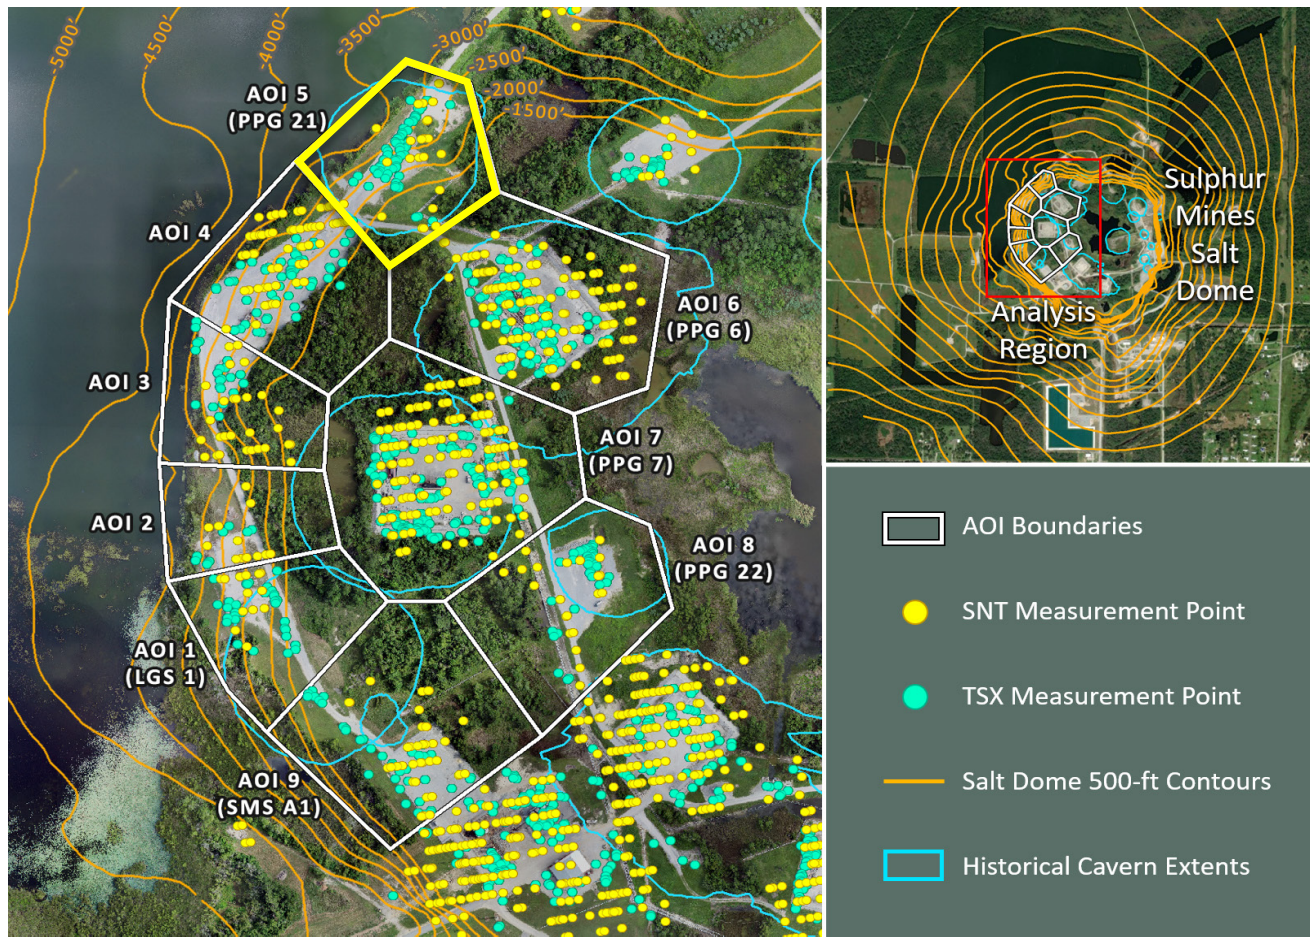 -5000'
-4500'
-4000'
-3500'
-3000'
-2500'
-2000'
-1500'
AOI 5
(PPG 21)
AOI 4
AOI 3
AOI 2
AOI 1
(LGS 1)
AOI 9
(SMS A1)
AOI 6
(PPG 6)
AOI 7
(PPG 7)
AOI 8
(PPG 22)
Sulphur
Mines
Salt
Dome
Analysis
Region
AOI Boundaries
SNT Measurement Point
TSX Measurement Point
Salt Dome 500-ft Contours
Historical Cavern Extents